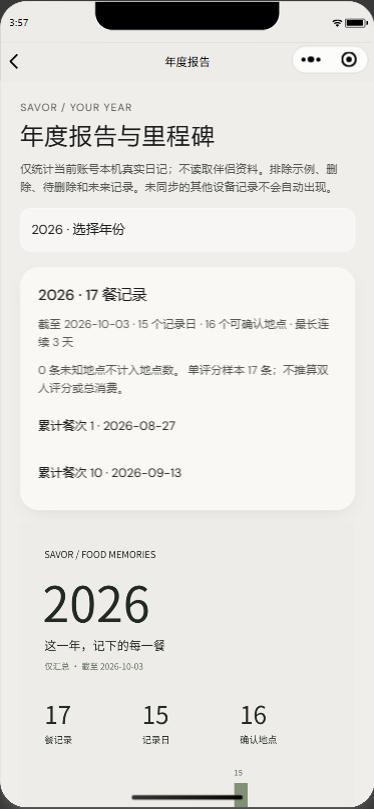 3:57
年度报告
SAVOR / YOUR YEAR
年度报告与里程碑
仅统计当前账号本机真实日记；不读取伴侣资料。排除示例、删
除、待删除和未来记录。未同步的其他设备记录不会自动出现。
2026 · 选择年份
2026 · 17 餐记录
截至 2026-10-03 · 15 个记录日 · 16 个可确认地点 · 最长连
续 3 天
0 条未知地点不计入地点数。 单评分样本 17 条；不推算双
人评分或总消费。
累计餐次 1 · 2026-08-27
累计餐次 10 · 2026-09-13
SAVOR / FOOD MEMORIES
2026
这一年，记下的每一餐
仅汇总 · 截至 2026-10-03
17 15 16
餐记录 记录日 确认地点
15